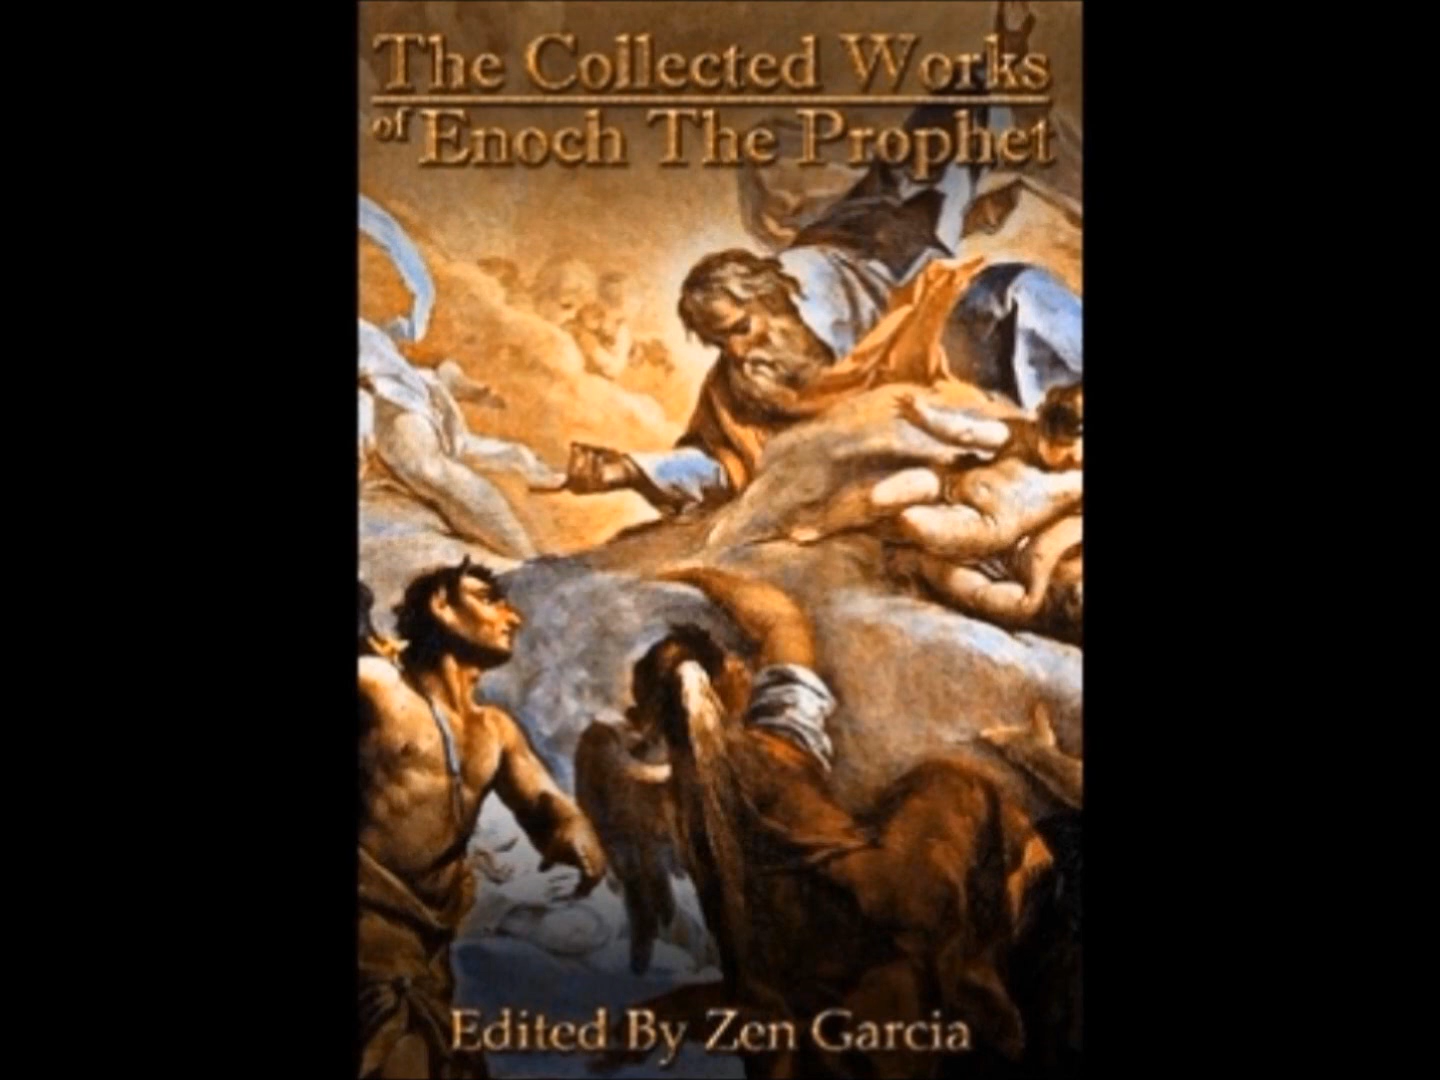 The Collected Works
of Enoch The Prophet
Edited By Zen Garcia